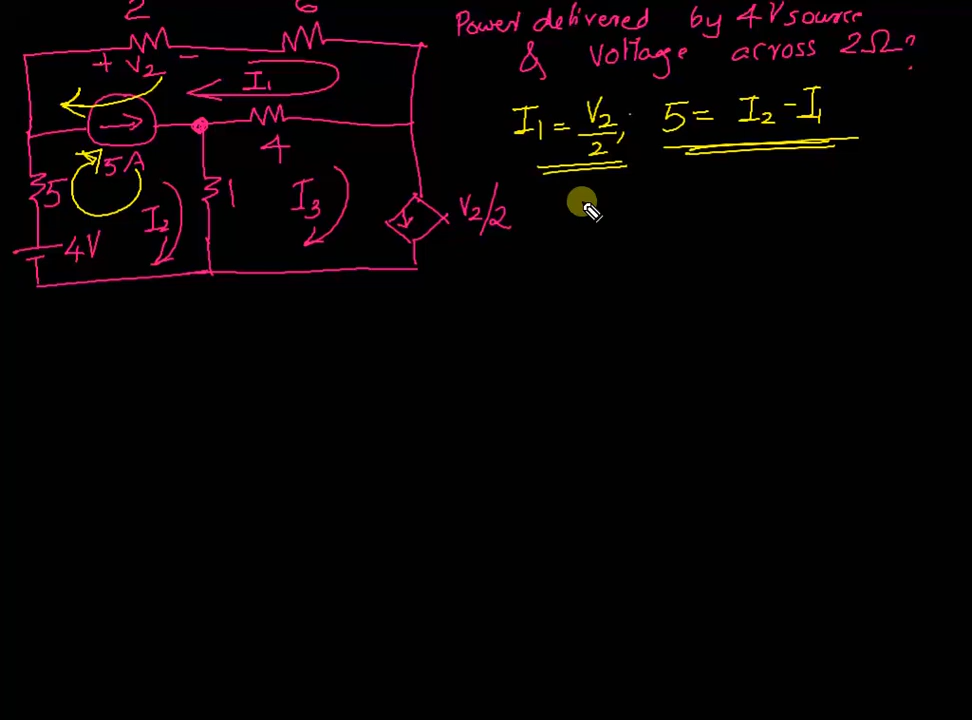 Power delivered by 4V source
& voltage across 2Ω?
2 6
+ V₂ -
I₁
I₁ = V₂/2; 5 = I₂ - I₁
5A
4
5
I₂
1
I₃
V₂/2
4V